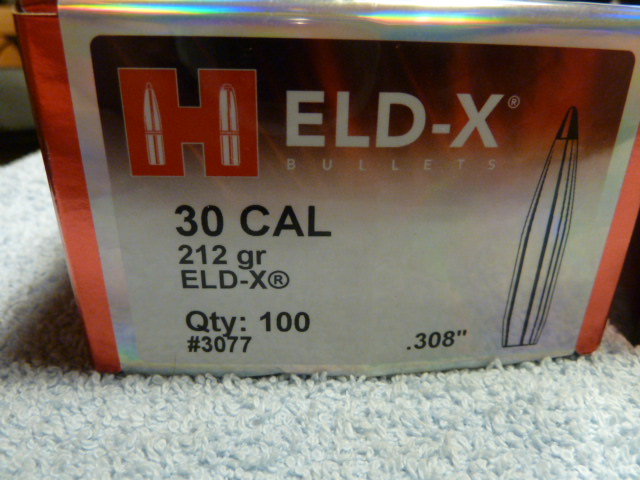 H ELD-X®
BULLETS
30 CAL
212 gr
ELD-X®
Qty: 100
#3077 .308"